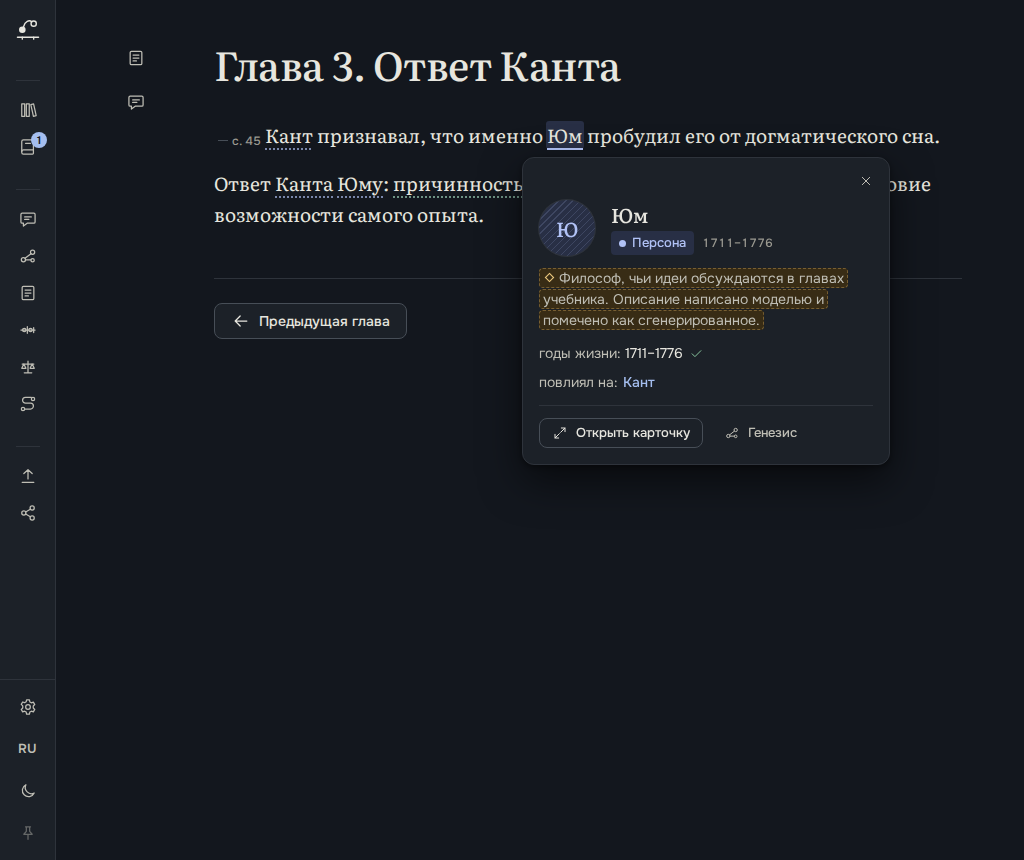 1
RU
Глава 3. Ответ Канта
— с. 45 Кант признавал, что именно Юм пробудил его от догматического сна.
Ответ Канта Юму: причинность
овие
возможности самого опыта.
Предыдущая глава
Ю
Юм
Персона 1711–1776
Философ, чьи идеи обсуждаются в главах
учебника. Описание написано моделью и
помечено как сгенерированное.
годы жизни: 1711–1776
повлиял на: Кант
Открыть карточку
Генезис